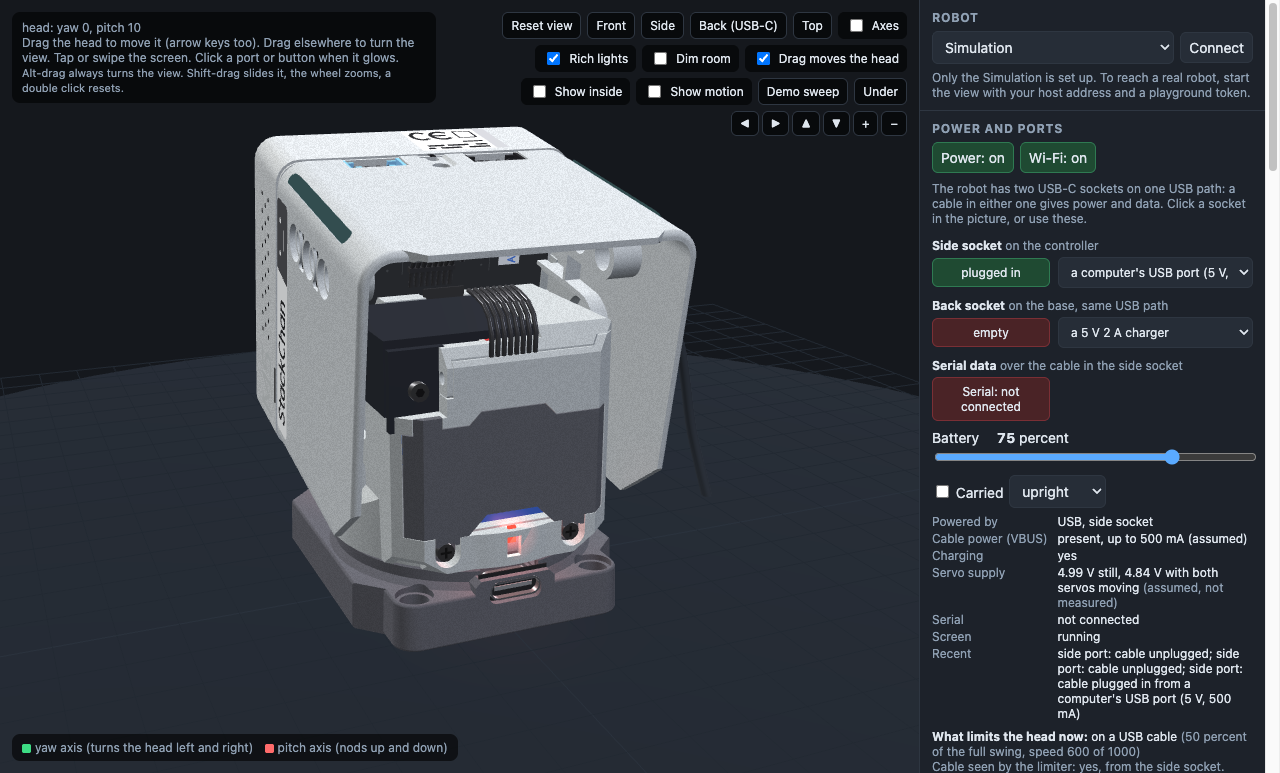 head: yaw 0, pitch 10
Drag the head to move it (arrow keys too). Drag elsewhere to turn the
view. Tap or swipe the screen. Click a port or button when it glows.
Alt-drag always turns the view. Shift-drag slides it, the wheel zooms, a
double click resets.
Reset view
Front
Side
Back (USB-C)
Top
Axes
Rich lights
Dim room
Drag moves the head
Show inside
Show motion
Demo sweep
Under
◀
▶
▲
▼
+
−
CE
A
StackChan
yaw axis (turns the head left and right)
pitch axis (nods up and down)
ROBOT
Simulation
Connect
Only the Simulation is set up. To reach a real robot, start
the view with your host address and a playground token.
POWER AND PORTS
Power: on
Wi-Fi: on
The robot has two USB-C sockets on one USB path: a
cable in either one gives power and data. Click a socket
in the picture, or use these.
Side socket on the controller
plugged in
a computer's USB port (5 V,
Back socket on the base, same USB path
empty
a 5 V 2 A charger
Serial data over the cable in the side socket
Serial: not
connected
Battery 75 percent
Carried
upright
Powered by USB, side socket
Cable power (VBUS) present, up to 500 mA (assumed)
Charging yes
Servo supply 4.99 V still, 4.84 V with both
servos moving (assumed, not
measured)
Serial not connected
Screen running
Recent side port: cable unplugged; side
port: cable unplugged; side port:
cable plugged in from a
computer's USB port (5 V, 500
mA)
What limits the head now: on a USB cable (50 percent
of the full swing, speed 600 of 1000)
Cable seen by the limiter: yes, from the side socket.